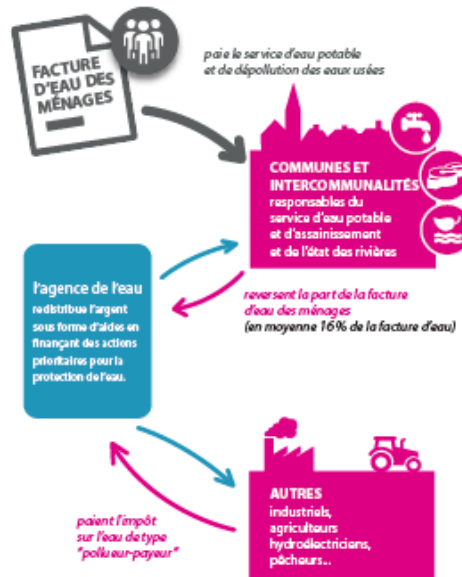 FACTURE
D'EAU DES
MÉNAGES
paie le service d'eau potable
et de dépollution des eaux usées
COMMUNES ET
INTERCOMMUNALITÉS
responsables du
service d'eau potable
et d'assainissement
et de l'état des rivières
l'agence de l'eau
redistribue l'argent
sous forme d'aides en
finançant des actions
prioritaires pour la
protection de l'eau.
reversent la part de la facture
d'eau des ménages
(en moyenne 16% de la facture d'eau)
AUTRES
industriels,
agriculteurs
hydroélectriciens,
pêcheurs...
paient l'impôt
sur l'eau de type
"pollueur-payeur"